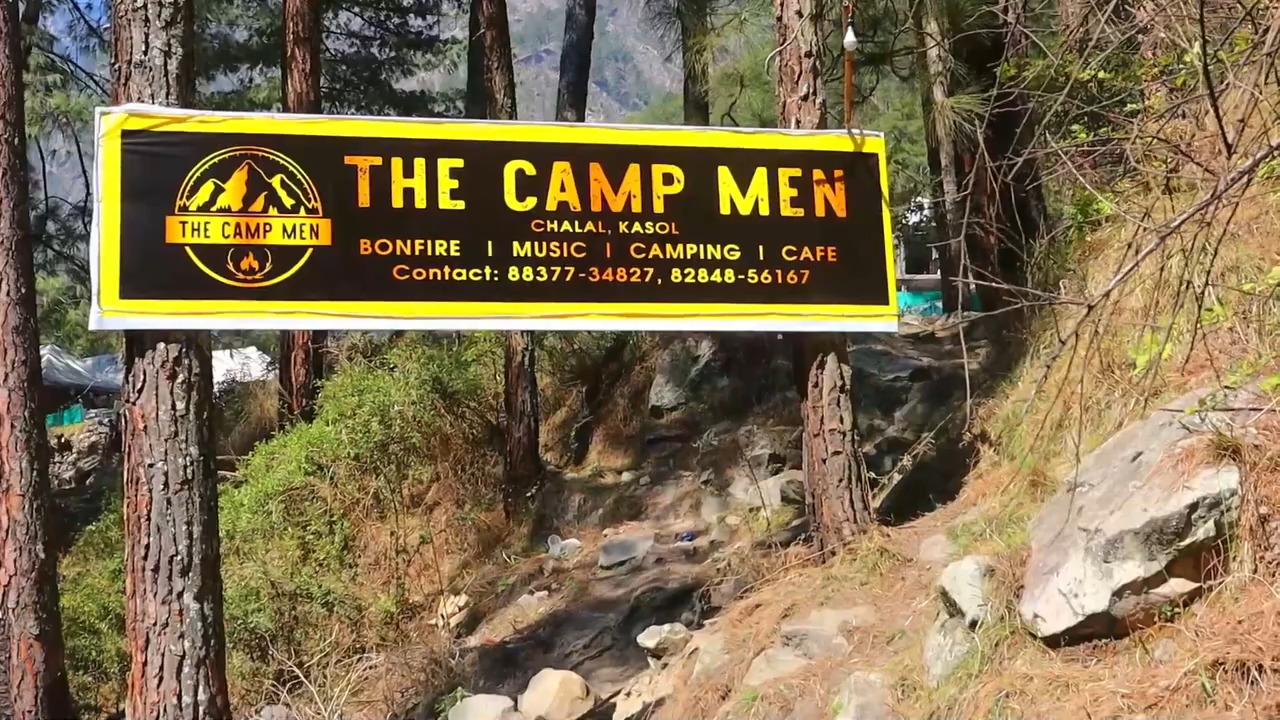 THE CAMP MEN
THE CAMP MEN
CHALAL, KASOL
BONFIRE | MUSIC | CAMPING | CAFE
Contact: 88377-34827, 82848-56167